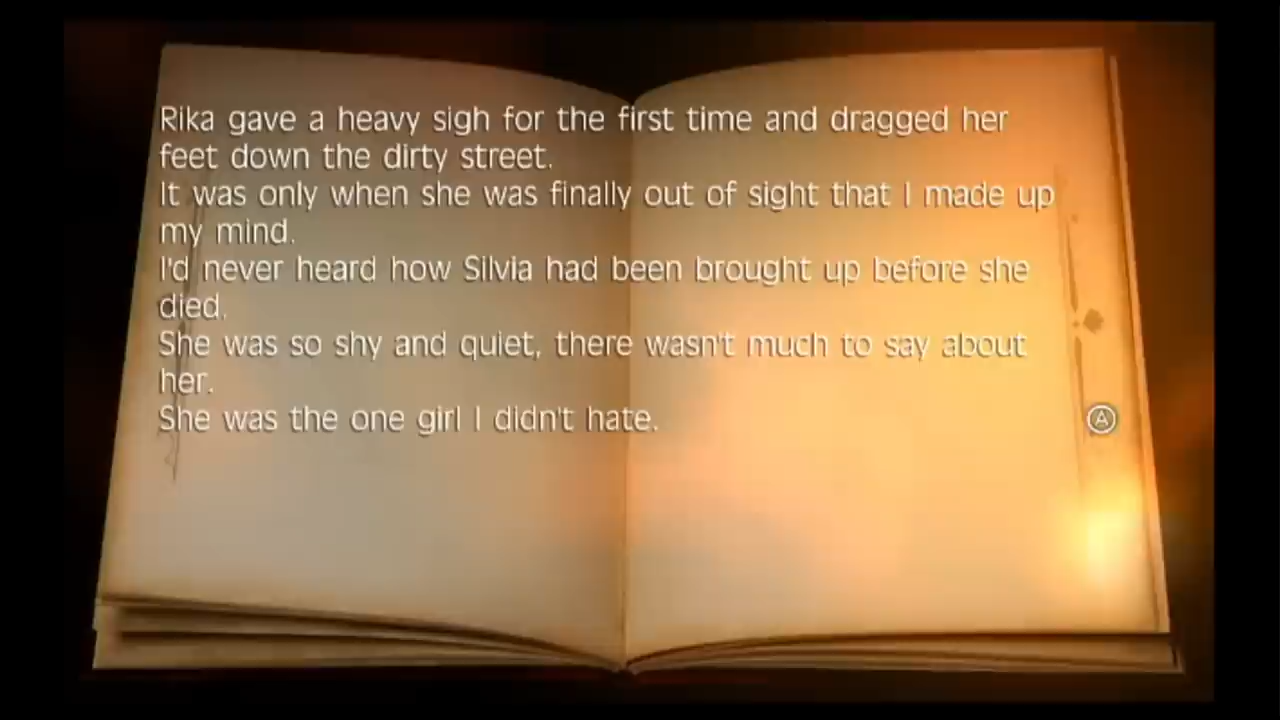 Rika gave a heavy sigh for the first time and dragged her
feet down the dirty street.
It was only when she was finally out of sight that I made up
my mind.
I'd never heard how Silvia had been brought up before she
died.
She was so shy and quiet, there wasn't much to say about
her.
She was the one girl I didn't hate.
A